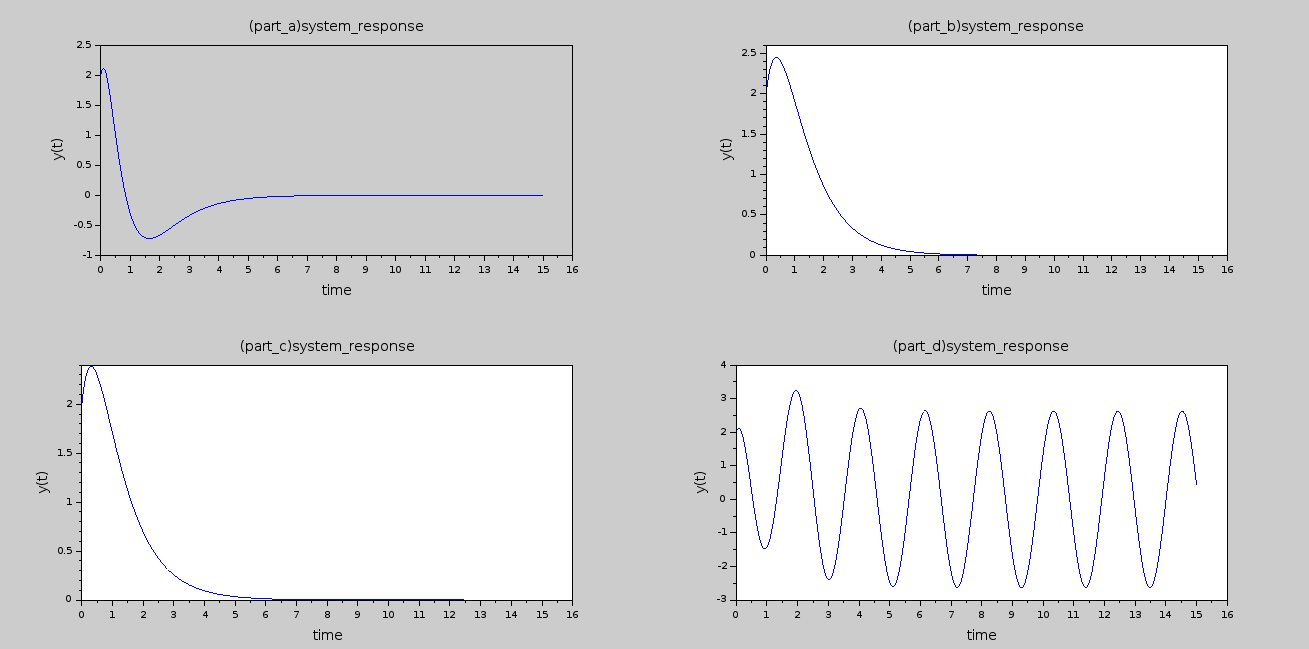 (part_a)system_response
2.5
2
1.5
1
0.5
0
-0.5
-1
y(t)
0 1 2 3 4 5 6 7 8 9 10 11 12 13 14 15 16
time
(part_b)system_response
2.5
2
1.5
1
0.5
0
y(t)
0 1 2 3 4 5 6 7 8 9 10 11 12 13 14 15 16
time
(part_c)system_response
2
1.5
1
0.5
0
y(t)
0 1 2 3 4 5 6 7 8 9 10 11 12 13 14 15 16
time
(part_d)system_response
4
3
2
1
0
-1
-2
-3
y(t)
0 1 2 3 4 5 6 7 8 9 10 11 12 13 14 15 16
time